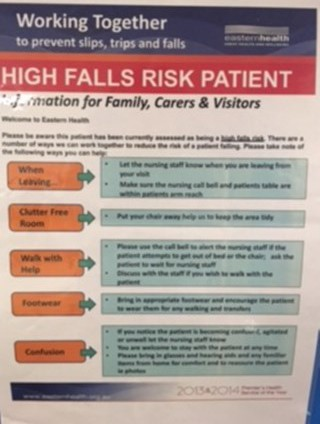 Working Together
to prevent slips, trips and falls
easternhealth
HIGH FALLS RISK PATIENT
Information for Family, Carers & Visitors
Welcome to Eastern Health
Please be aware this patient has been currently assessed as being a high falls risk. There are a
number of ways we can work together to reduce the risk of a patient falling. Please take note of
the following ways you can help:
When
Leaving...
• Let the nursing staff know when you are leaving from
your visit
• Make sure the nursing call bell and patients table are
within patients arm reach
Clutter Free
Room
• Put your chair away help us to keep the area tidy
Walk with
Help
• Please use the call bell to alert the nursing staff if the
patient attempts to get out of bed or the chair; ask the
patient to wait for nursing staff
• Discuss with the staff if you wish to walk with the
patient
Footwear
• Bring in appropriate footwear and encourage the patient
to wear them for walking and transfers
Confusion
• If you notice the patient is becoming confused, agitated
or unwell let the nursing staff know
• You are welcome to stay with the patient at any time
• Please bring in glasses and hearing aids and any familiar
items from home for comfort and to reassure the patient
ie photos
www.easternhealth.org.au
2013&2014 Premier's Health
Service of the Year